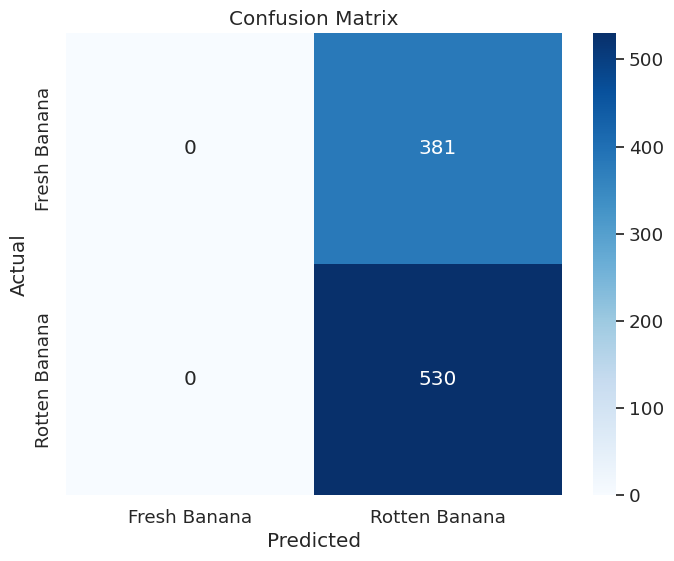 Confusion Matrix
Actual
Fresh Banana
Rotten Banana
0
381
0
530
Fresh Banana
Rotten Banana
Predicted
500
400
300
200
100
0